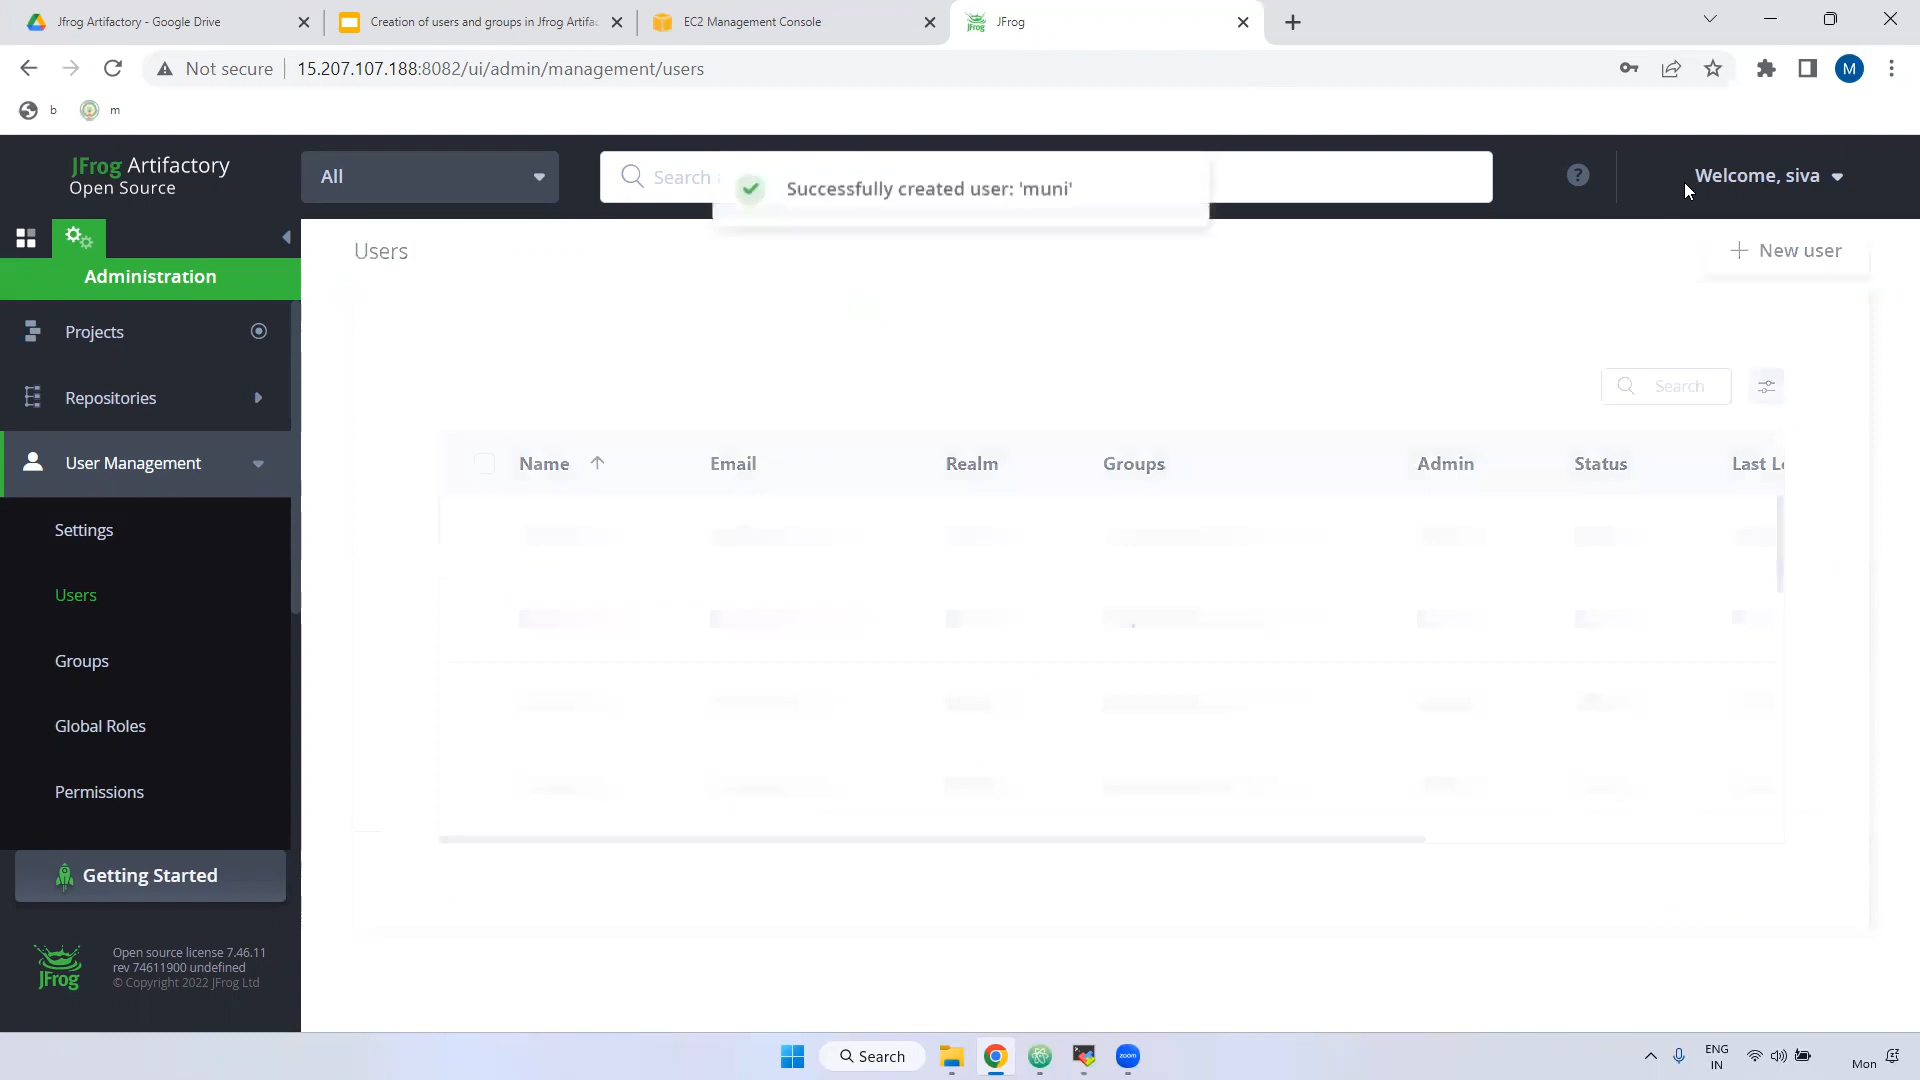 Jfrog Artifactory - Google Drive
Creation of users and groups in Jfrog Artifac
EC2 Management Console
JFrog
Not secure
15.207.107.188:8082/ui/admin/management/users
M
b
m
JFrog Artifactory
Open Source
All
Search
Successfully created user: 'muni'
Welcome, siva
Administration
Users
New user
Projects
Repositories
Search
User Management
Name
Email
Realm
Groups
Admin
Status
Last Lo
Settings
Users
Groups
Global Roles
Permissions
Getting Started
JFrog
Open source license 7.46.11
rev 74611900 undefined
© Copyright 2022 JFrog Ltd
Search
zoom
ENG
IN
Mon